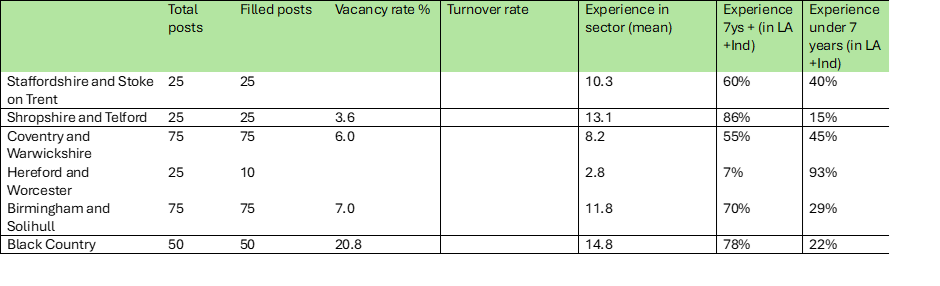 Total posts Filled posts Vacancy rate % Turnover rate Experience in sector (mean) Experience 7ys + (in LA +Ind) Experience under 7 years (in LA +Ind)
Staffordshire and Stoke on Trent 25 25 10.3 60% 40%
Shropshire and Telford 25 25 3.6 13.1 86% 15%
Coventry and Warwickshire 75 75 6.0 8.2 55% 45%
Hereford and Worcester 25 10 2.8 7% 93%
Birmingham and Solihull 75 75 7.0 11.8 70% 29%
Black Country 50 50 20.8 14.8 78% 22%